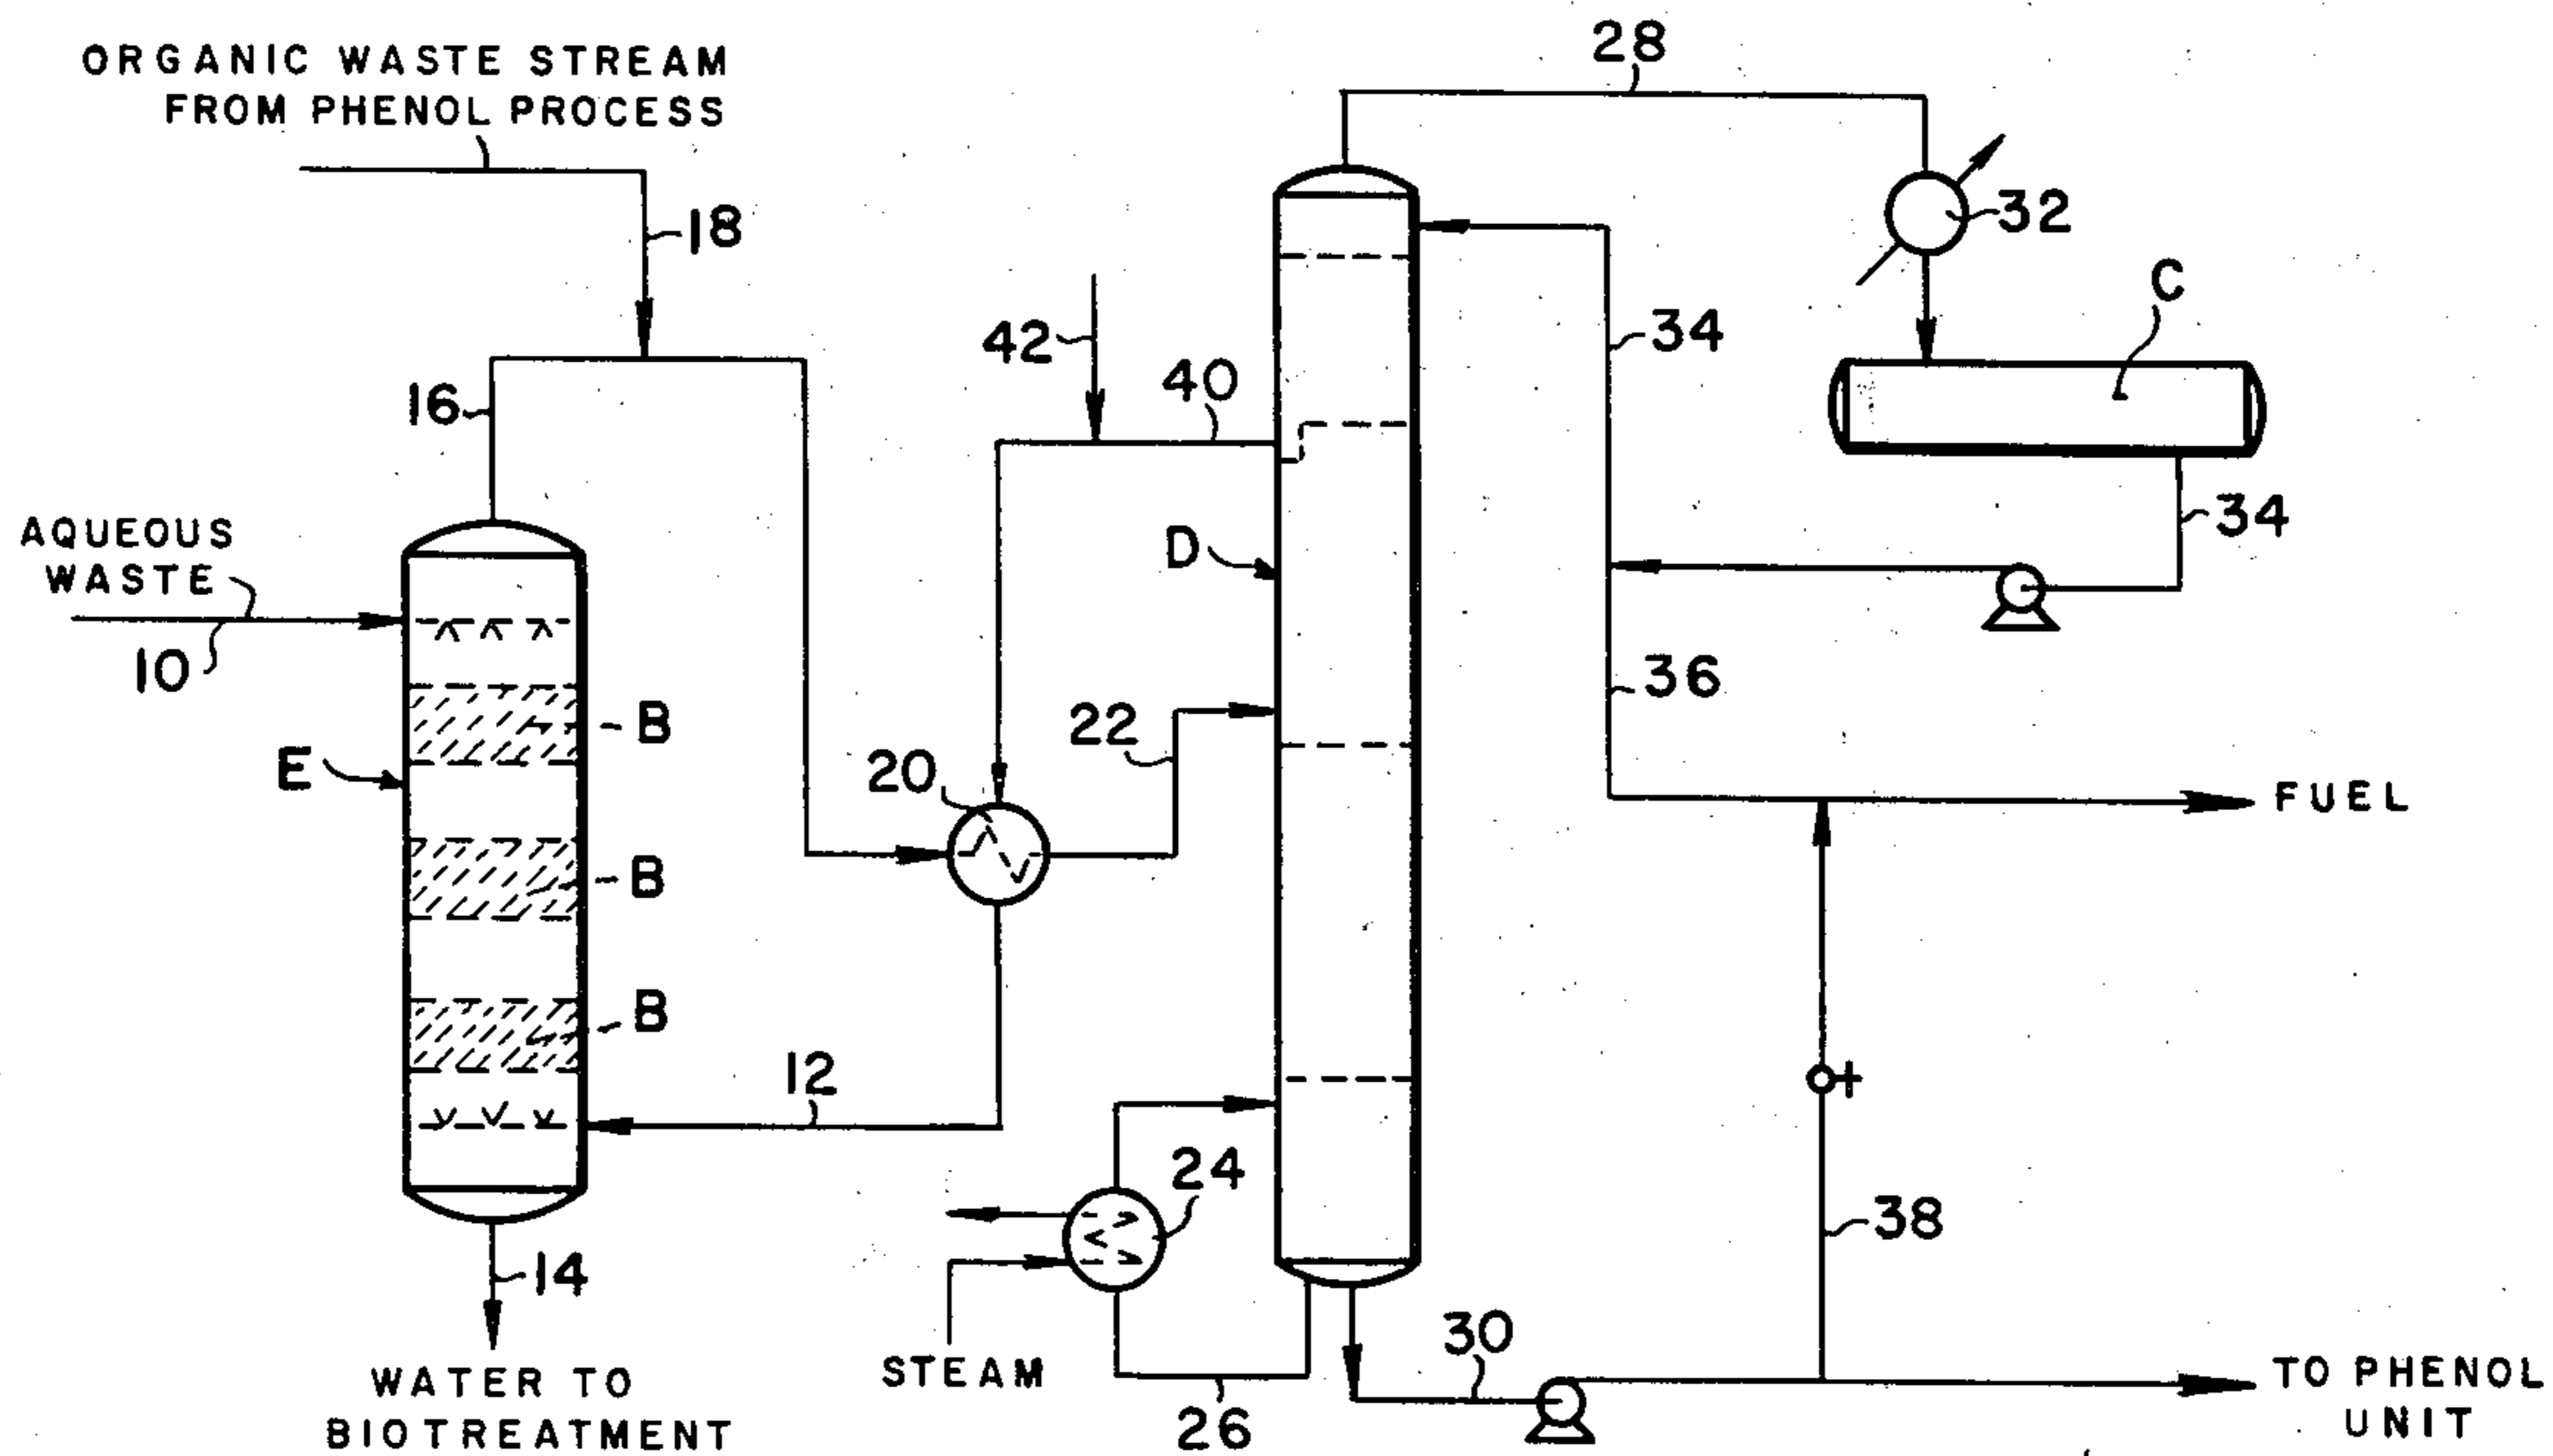 ORGANIC WASTE STREAM
FROM PHENOL PROCESS
28
18
32
C
42
40
34
16
34
AQUEOUS
WASTE
D
10
36
B
22
E
20
FUEL
B
B
12
24
38
14
30
STEAM
TO PHENOL
UNIT
WATER TO
BIOTREATMENT
26